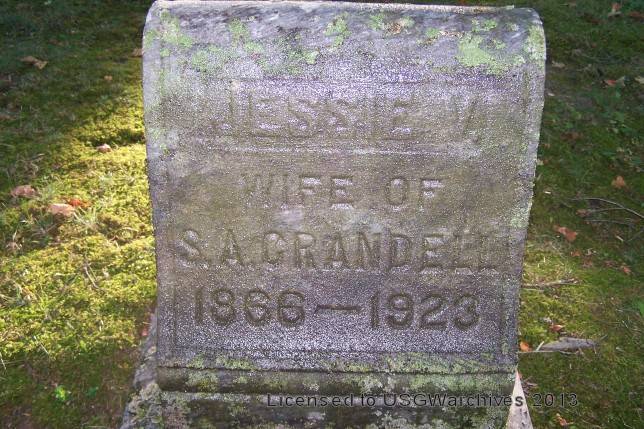 JESSIE V.
WIFE OF
S. A. CRANDELL
1866—1923
Licensed to USGWarchives 2013